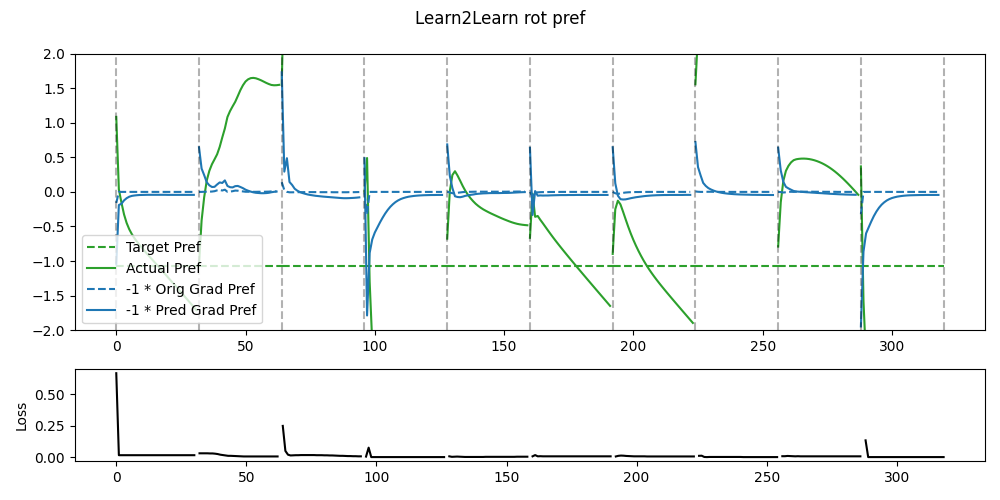 Learn2Learn rot pref
2.0
1.5
1.0
0.5
0.0
−0.5
−1.0
−1.5
−2.0
Target Pref
Actual Pref
-1 * Orig Grad Pref
-1 * Pred Grad Pref
0 50 100 150 200 250 300
Loss
0.50
0.25
0.00
0 50 100 150 200 250 300